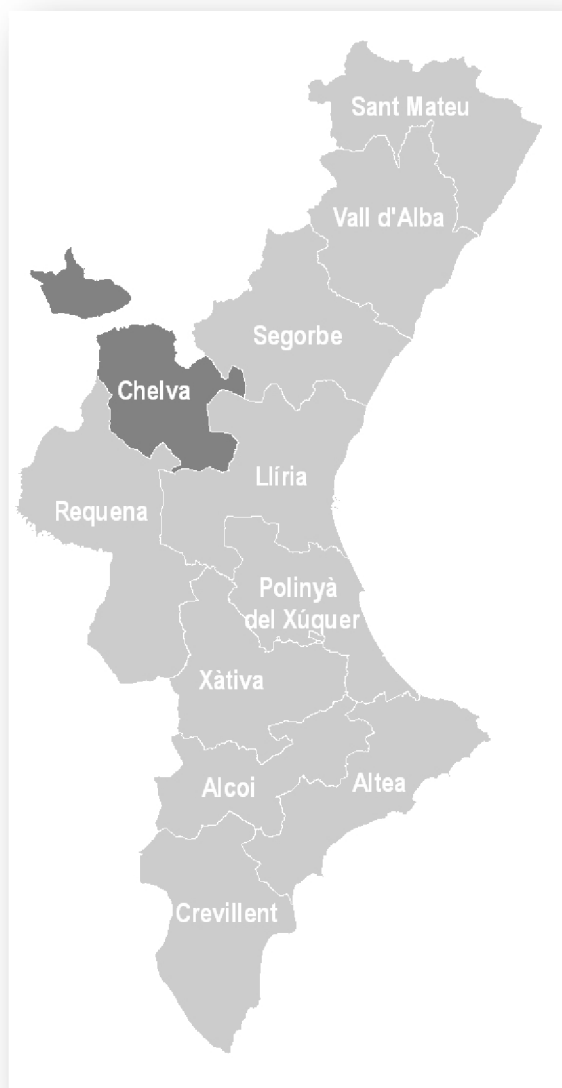 Sant Mateu
Vall d'Alba
Segorbe
Chelva
Llíria
Requena
Polinyà
del Xúquer
Xàtiva
Alcoi
Altea
Crevillent